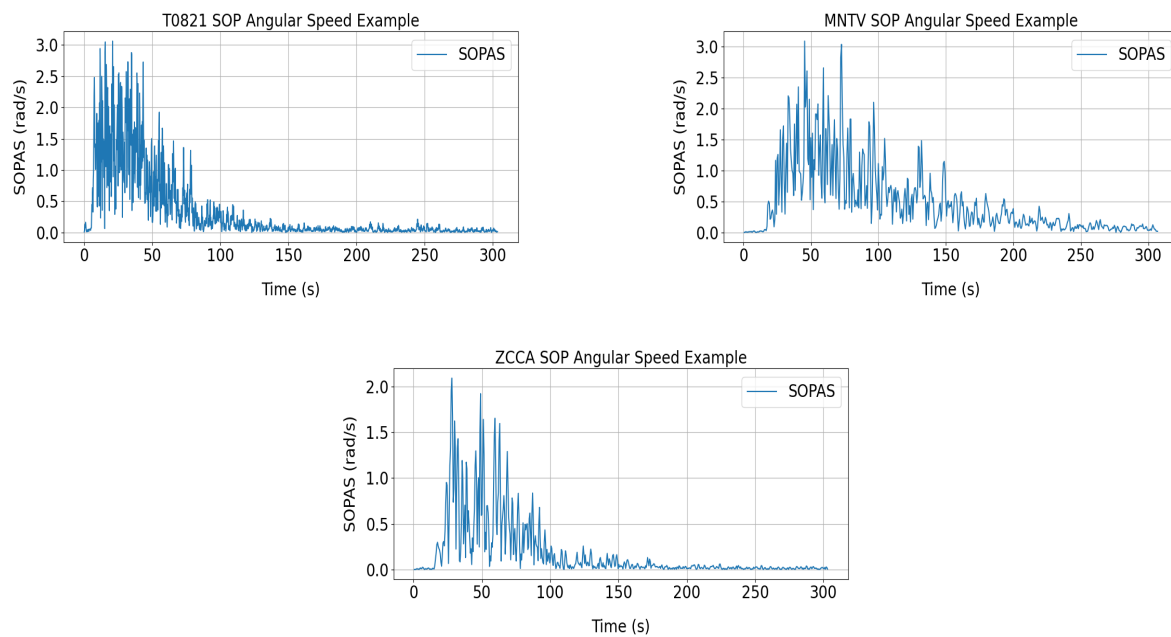 T0821 SOP Angular Speed Example
SOPAS (rad/s)
3.0
2.5
2.0
1.5
1.0
0.5
0.0
SOPAS
0 50 100 150 200 250 300
Time (s)
MNTV SOP Angular Speed Example
SOPAS (rad/s)
3.0
2.5
2.0
1.5
1.0
0.5
0.0
SOPAS
0 50 100 150 200 250 300
Time (s)
ZCCA SOP Angular Speed Example
SOPAS (rad/s)
2.0
1.5
1.0
0.5
0.0
SOPAS
0 50 100 150 200 250 300
Time (s)